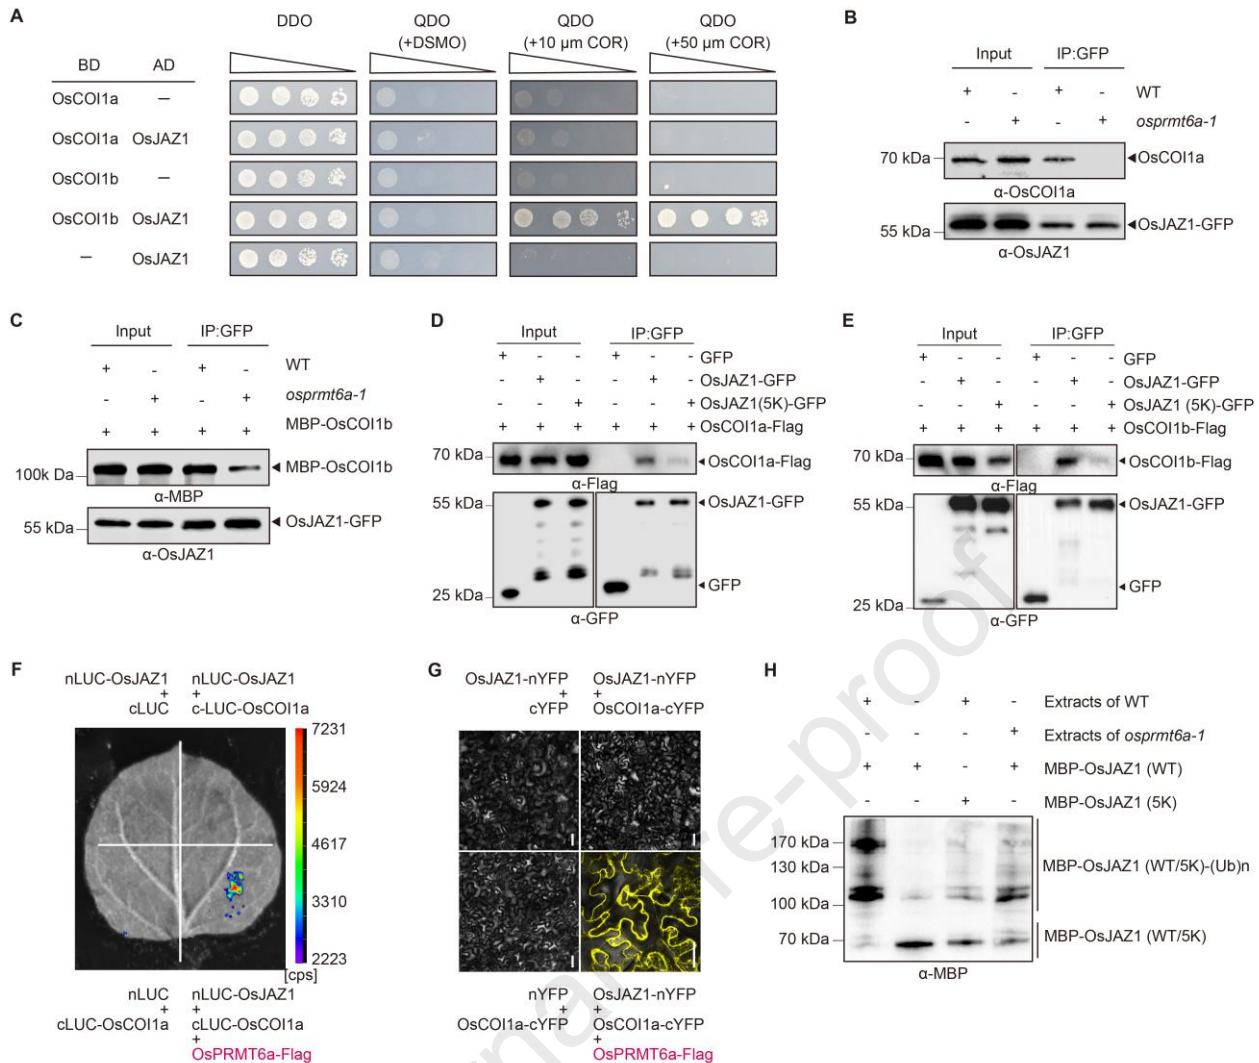 A
DDO
QDO
(+DSMO)
QDO
(+10 µm COR)
QDO
(+50 µm COR)
BD
AD
OsCOI1a
–
OsCOI1a
OsJAZ1
OsCOI1b
–
OsCOI1b
OsJAZ1
–
OsJAZ1
B
Input
IP:GFP
+ - + - WT
- + - + osprmt6a-1
70 kDa
OsCOI1a
α-OsCOI1a
55 kDa
OsJAZ1-GFP
α-OsJAZ1
C
Input
IP:GFP
+ - + - WT
- + - + osprmt6a-1
+ + + + MBP-OsCOI1b
100k Da
MBP-OsCOI1b
α-MBP
55 kDa
OsJAZ1-GFP
α-OsJAZ1
D
Input
IP:GFP
+ - - + - - GFP
- + - - + - OsJAZ1-GFP
- - + - - + OsJAZ1(5K)-GFP
+ + + + + + OsCOI1a-Flag
70 kDa
OsCOI1a-Flag
α-Flag
55 kDa
OsJAZ1-GFP
GFP
25 kDa
α-GFP
E
Input
IP:GFP
+ - - + - - GFP
- + - - + - OsJAZ1-GFP
- - + - - + OsJAZ1 (5K)-GFP
+ + + + + + OsCOI1b-Flag
70 kDa
OsCOI1b-Flag
α-Flag
55 kDa
OsJAZ1-GFP
GFP
25 kDa
α-GFP
F
nLUC-OsJAZ1
+
cLUC
nLUC-OsJAZ1
+
c-LUC-OsCOI1a
7231
5924
4617
3310
2223
[cps]
nLUC
+
cLUC-OsCOI1a
nLUC-OsJAZ1
+
cLUC-OsCOI1a
+
OsPRMT6a-Flag
G
OsJAZ1-nYFP
+
cYFP
OsJAZ1-nYFP
+
OsCOI1a-cYFP
nYFP
+
OsCOI1a-cYFP
OsJAZ1-nYFP
+
OsCOI1a-cYFP
+
OsPRMT6a-Flag
H
+ - + - Extracts of WT
- - - + Extracts of osprmt6a-1
+ + - + MBP-OsJAZ1 (WT)
- - + - MBP-OsJAZ1 (5K)
170 kDa
130 kDa
100 kDa
70 kDa
MBP-OsJAZ1 (WT/5K)-(Ub)n
MBP-OsJAZ1 (WT/5K)
α-MBP
re-proof